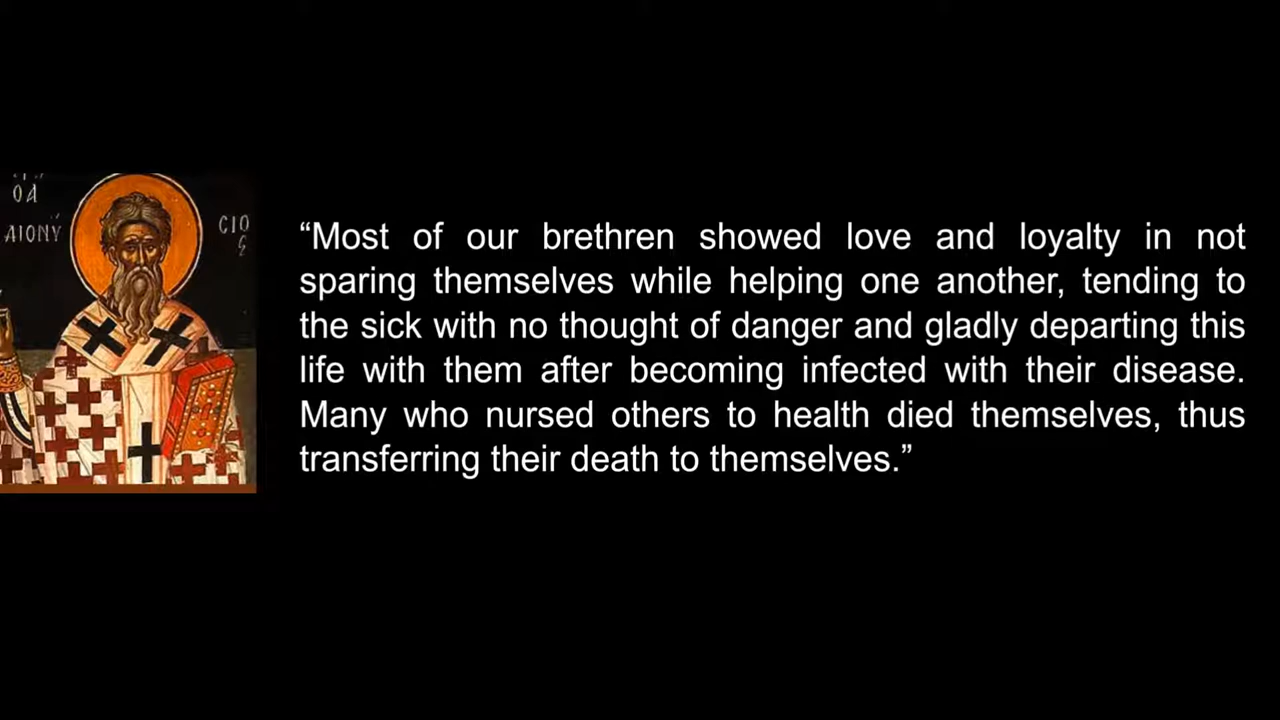 ΟΑ
ΔΙΟΝΥ
ΣΙΟ
ς
“Most of our brethren showed love and loyalty in not
sparing themselves while helping one another, tending to
the sick with no thought of danger and gladly departing this
life with them after becoming infected with their disease.
Many who nursed others to health died themselves, thus
transferring their death to themselves.”